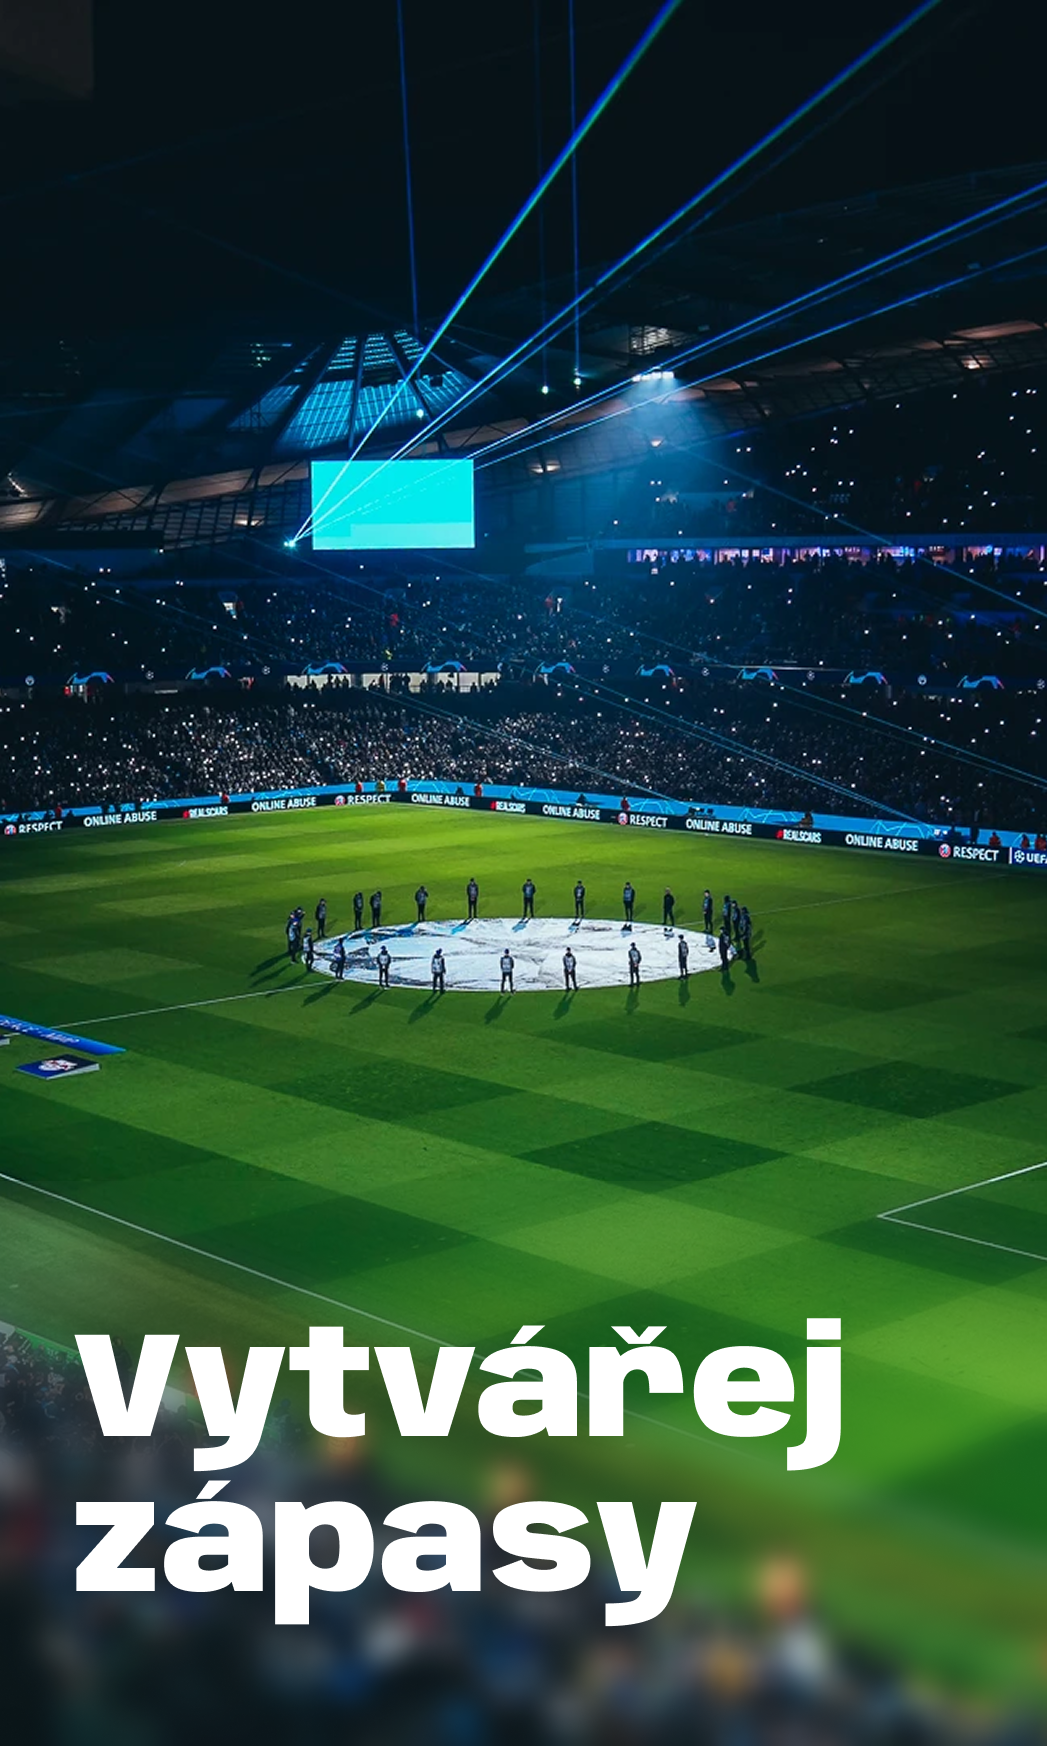 RESPECT ONLINE ABUSE #REALSCARS ONLINE ABUSE RESPECT ONLINE ABUSE #REALSCARS ONLINE ABUSE RESPECT ONLINE ABUSE #REALSCARS ONLINE ABUSE RESPECT UEFA
Vytvářej
zápasy